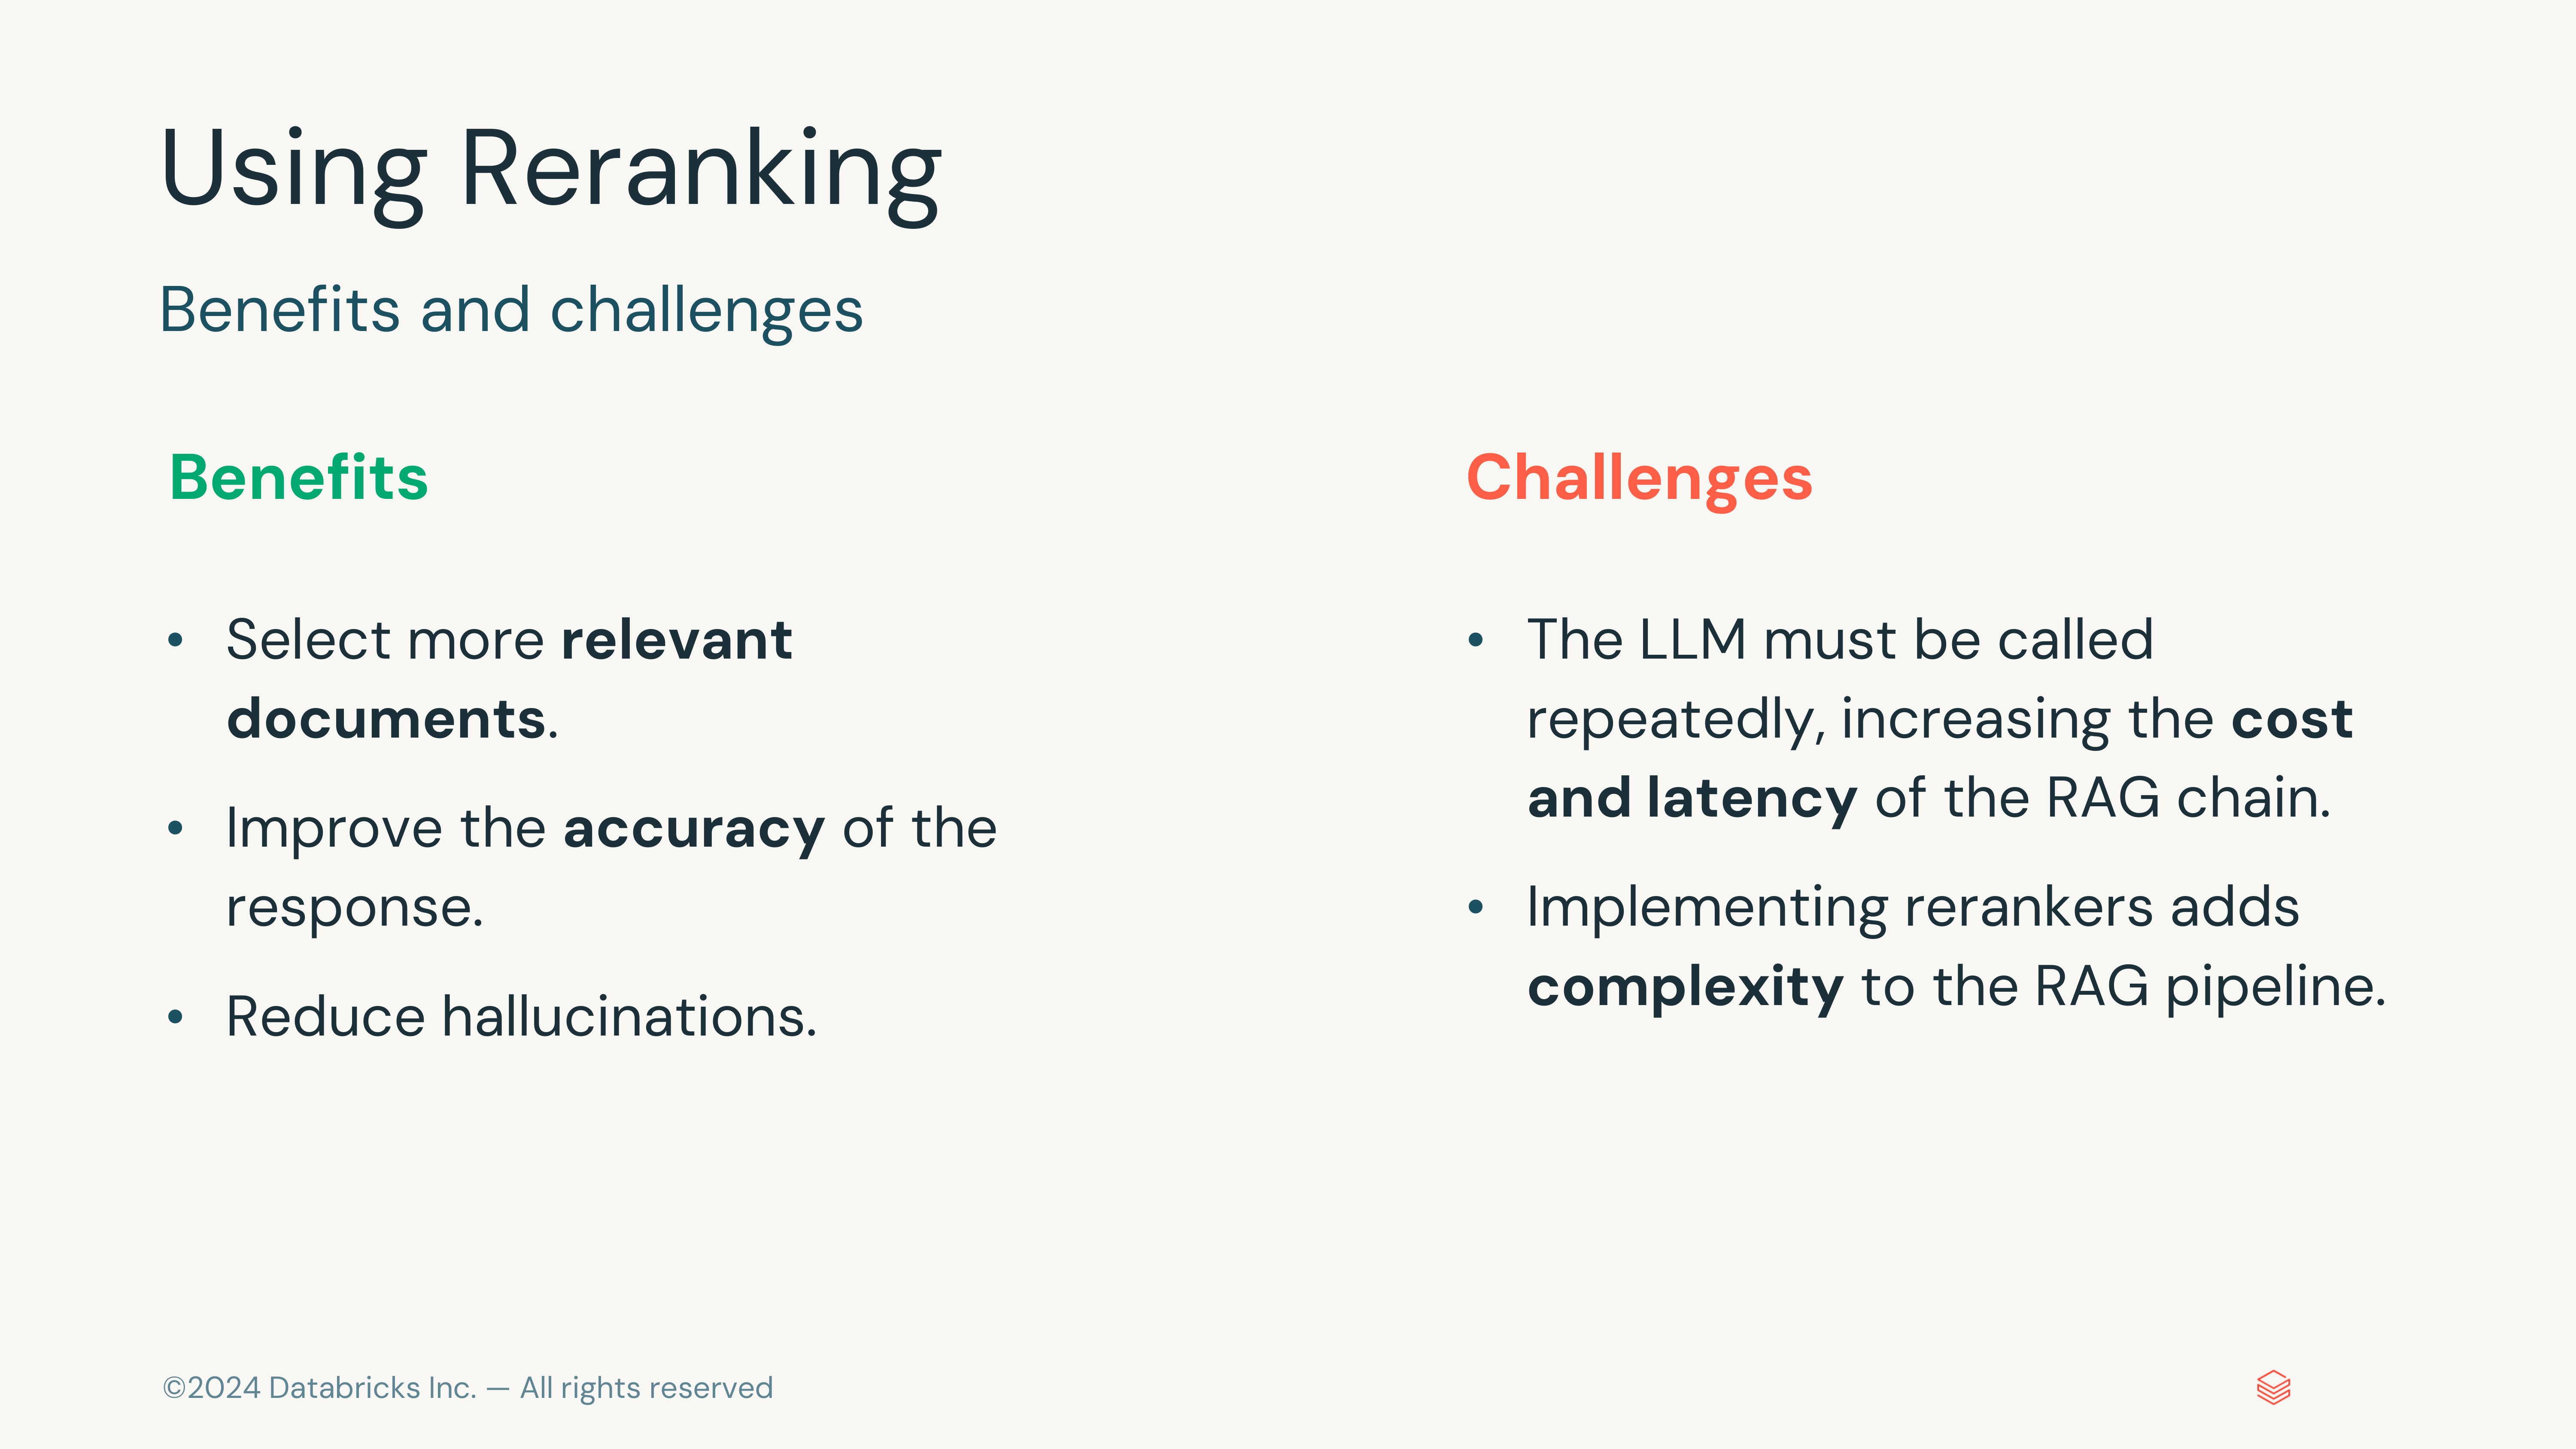 Using Reranking
Benefits and challenges
Benefits
• Select more relevant
documents.
• Improve the accuracy of the
response.
• Reduce hallucinations.
Challenges
• The LLM must be called
repeatedly, increasing the cost
and latency of the RAG chain.
• Implementing rerankers adds
complexity to the RAG pipeline.
©2024 Databricks Inc. — All rights reserved